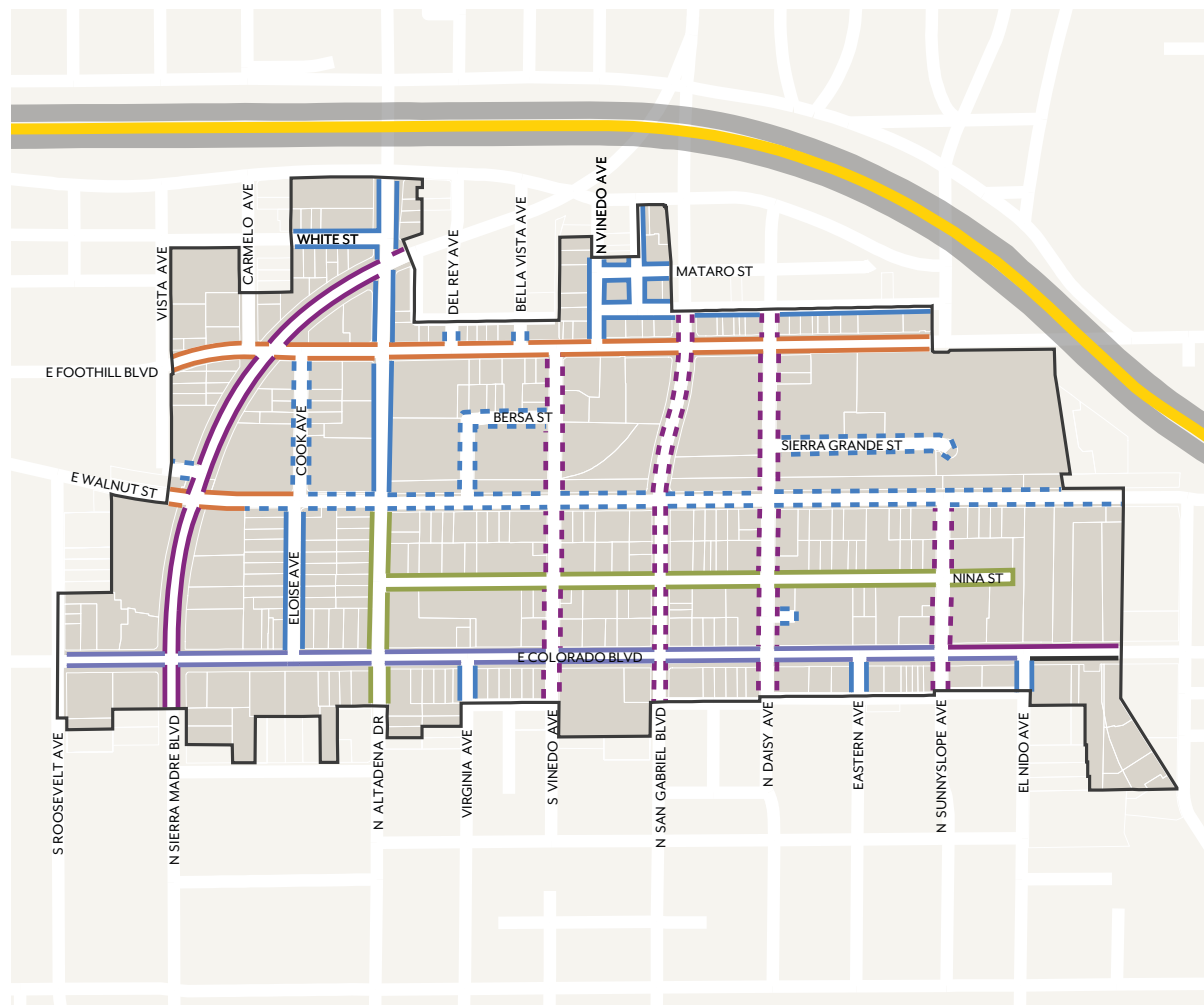 N VINEDO AVE
CARMELO AVE
BELLA VISTA AVE
DEL REY AVE
VISTA AVE
WHITE ST
MATARO ST
E FOOTHILL BLVD
BERSA ST
COOK AVE
SIERRA GRANDE ST
E WALNUT ST
ELOISE AVE
NINA ST
E COLORADO BLVD
S ROOSEVELT AVE
N SIERRA MADRE BLVD
N ALTADENA DR
VIRGINIA AVE
S VINEDO AVE
N SAN GABRIEL BLVD
N DAISY AVE
EASTERN AVE
N SUNNYSLOPE AVE
EL NIDO AVE